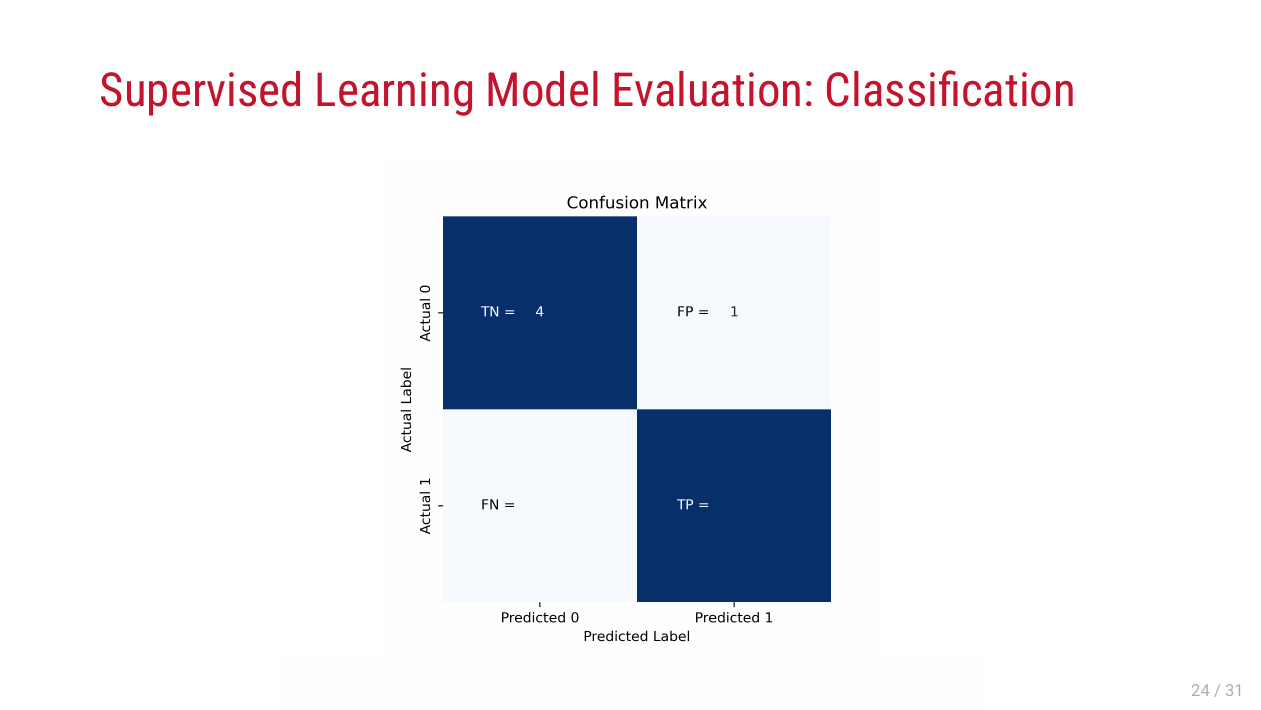 Supervised Learning Model Evaluation: Classification
Confusion Matrix
Actual Label
Actual 0
TN = 4
FP = 1
Actual 1
FN =
TP =
Predicted 0
Predicted 1
Predicted Label
24 / 31